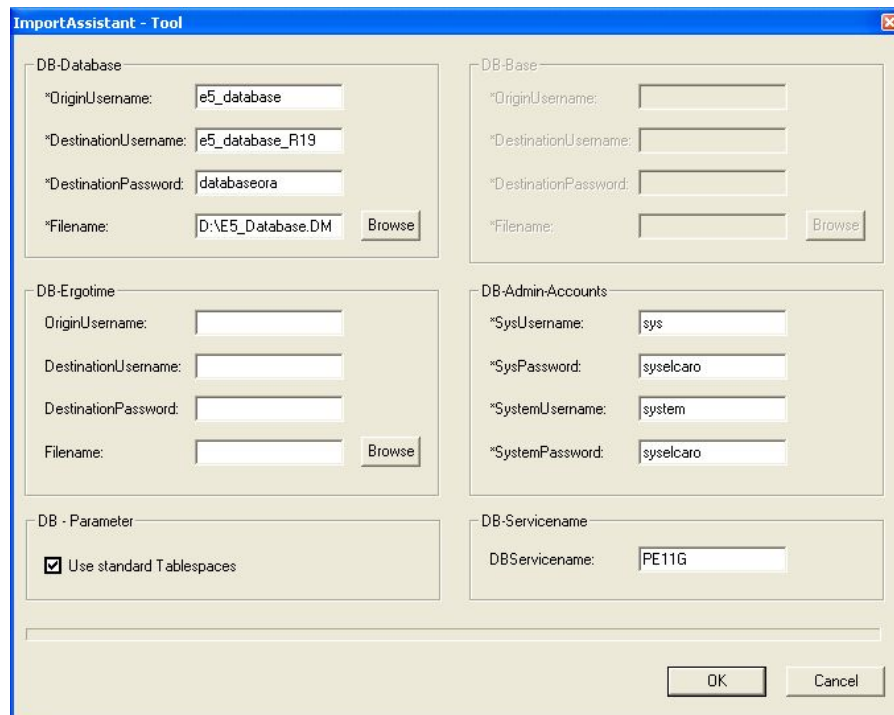 ImportAssistant - Tool
DB-Database
*OriginUsername: e5_database
*DestinationUsername: e5_database_R19
*DestinationPassword: databaseora
*Filename: D:\E5_Database.DM Browse
DB-Base
*OriginUsername:
*DestinationUsername:
*DestinationPassword:
*Filename: Browse
DB-Ergotime
OriginUsername:
DestinationUsername:
DestinationPassword:
Filename: Browse
DB-Admin-Accounts
*SysUsername: sys
*SysPassword: syselcaro
*SystemUsername: system
*SystemPassword: syselcaro
DB - Parameter
Use standard Tablespaces
DB-Servicename
DBServicename: PE11G
OK Cancel